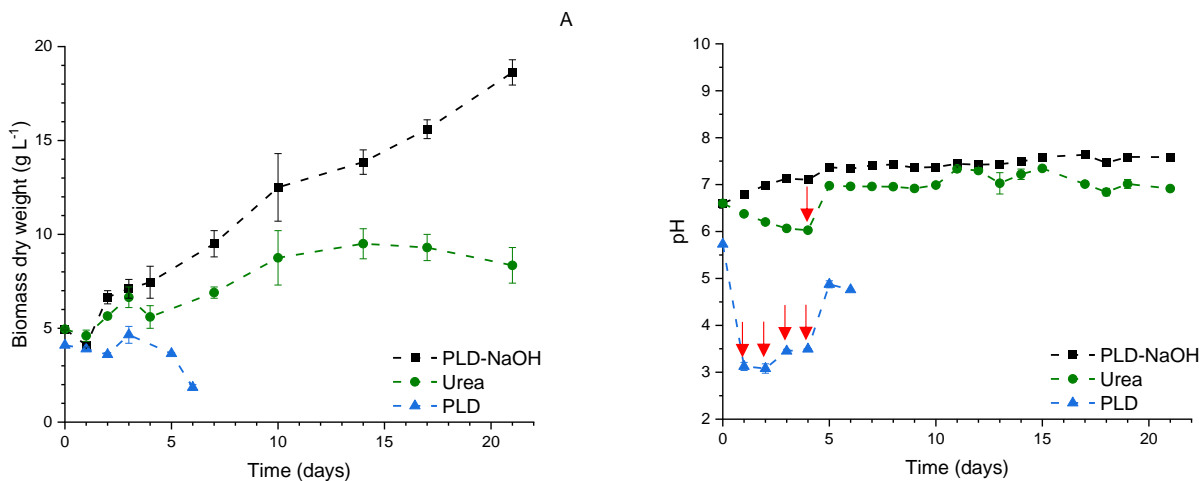 A
20
15
10
5
0
Biomass dry weight (g L⁻¹)
0 5 10 15 20
Time (days)
PLD-NaOH
Urea
PLD
10
9
8
7
6
5
4
3
2
pH
0 5 10 15 20
Time (days)
PLD-NaOH
Urea
PLD